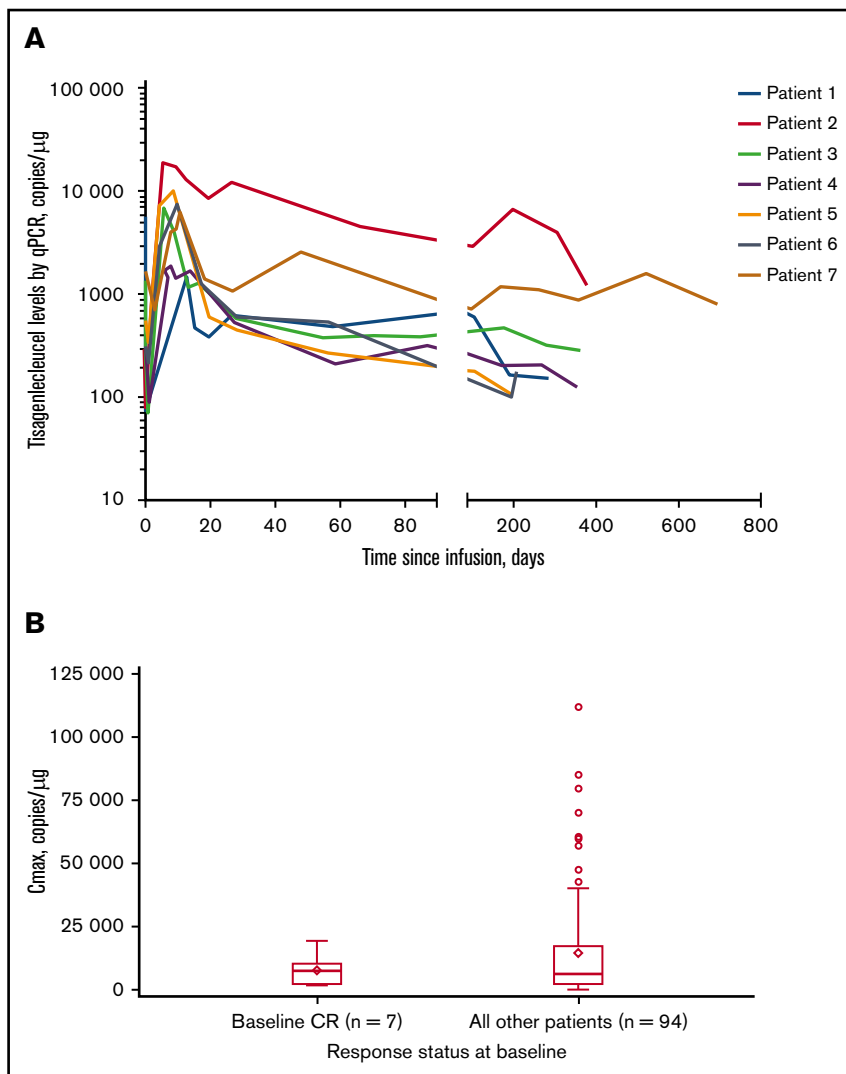 A
100 000
10 000
1000
100
10
Tisagenlecleucel levels by qPCR, copies/µg
0 20 40 60 80 200 400 600 800
Time since infusion, days
Patient 1
Patient 2
Patient 3
Patient 4
Patient 5
Patient 6
Patient 7
B
125 000
100 000
75 000
50 000
25 000
0
Cmax, copies/µg
Baseline CR (n = 7) All other patients (n = 94)
Response status at baseline